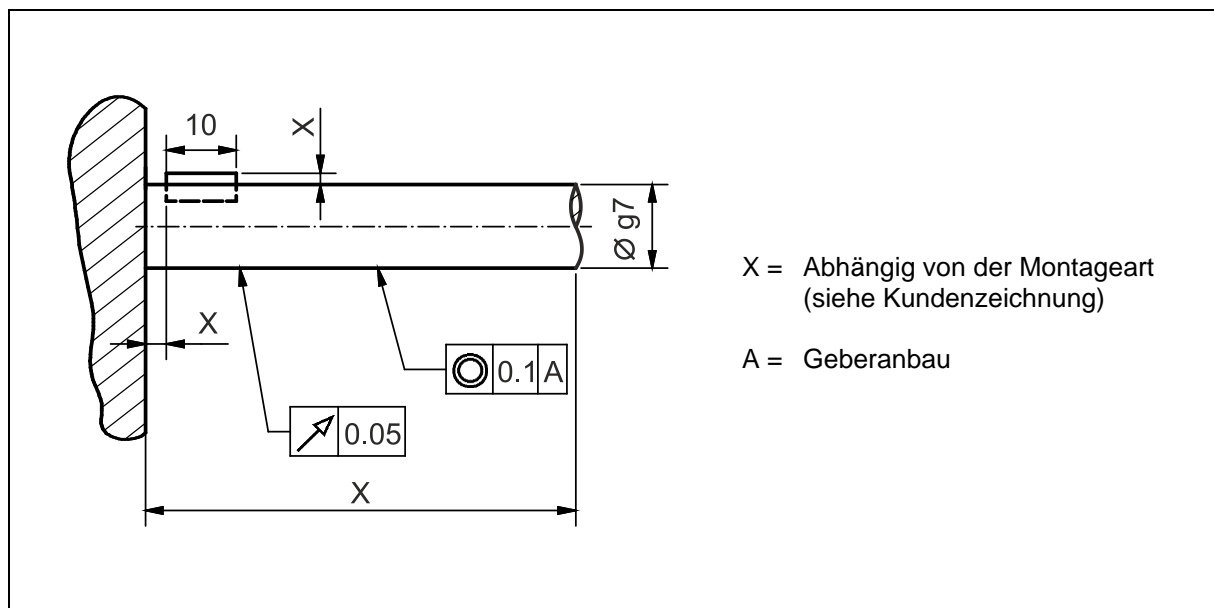 10
X
Ø g7
X
0.1 A
0.05
X
X = Abhängig von der Montageart
(siehe Kundenzeichnung)
A = Geberanbau